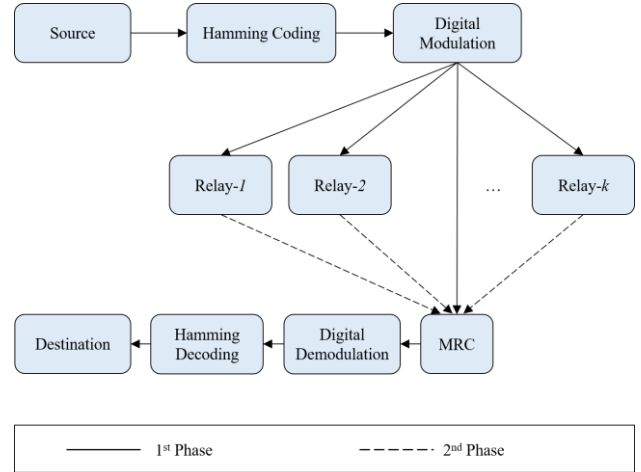 Source
Hamming Coding
Digital
Modulation
Relay-1
Relay-2
...
Relay-k
Destination
Hamming
Decoding
Digital
Demodulation
MRC
1st Phase
2nd Phase